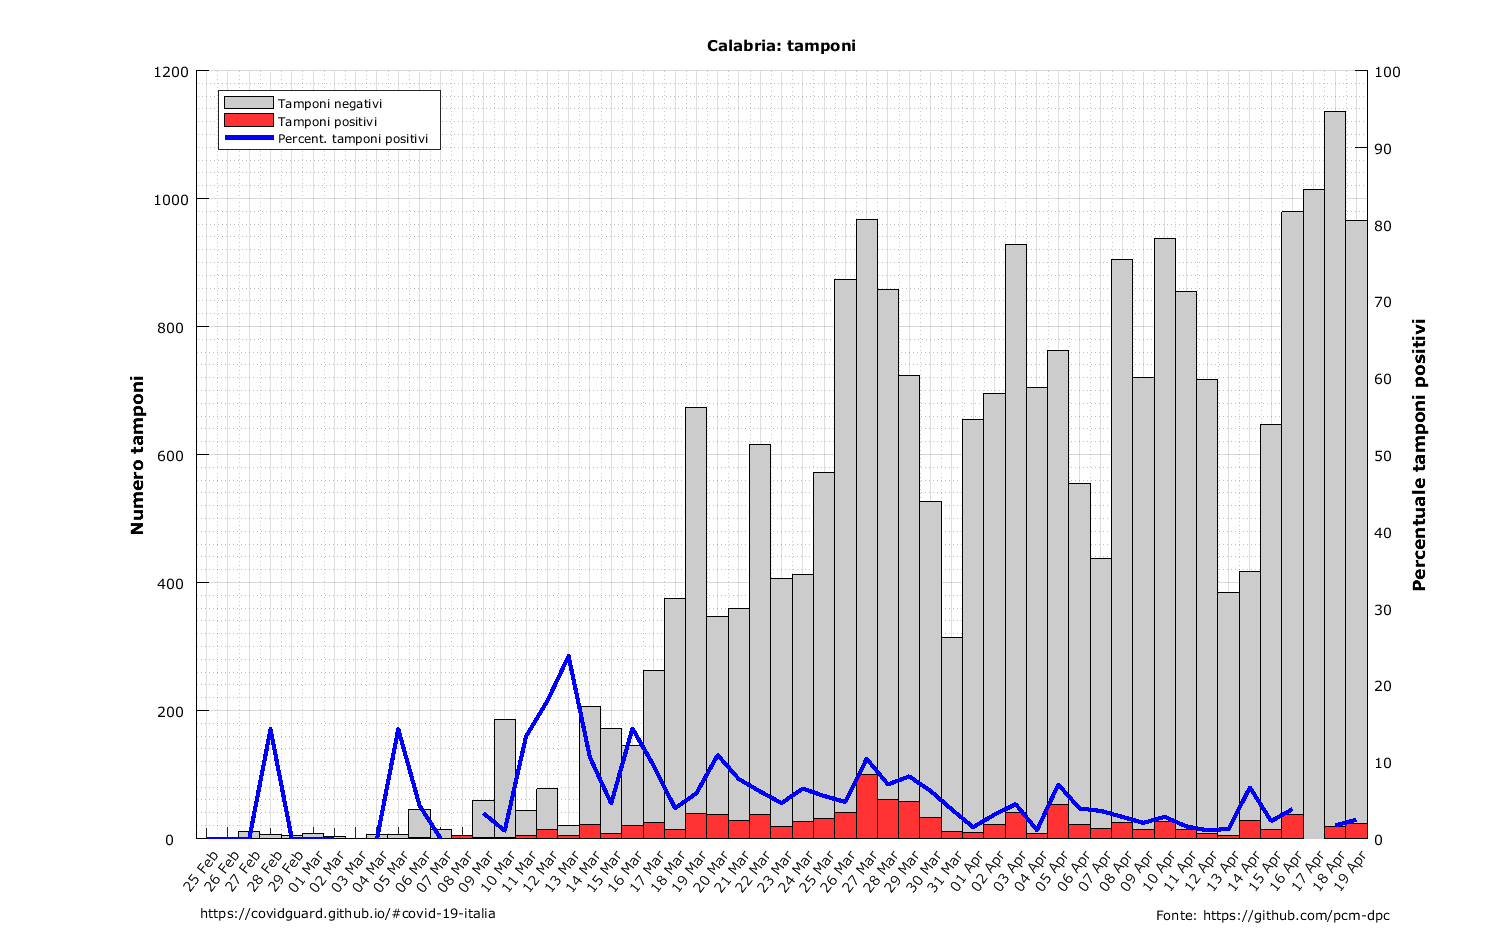 Calabria: tamponi
Tamponi negativi
Tamponi positivi
Percent. tamponi positivi
Numero tamponi
1200
1000
800
600
400
200
0
100
90
80
70
60
50
40
30
20
10
0
Percentuale tamponi positivi
25 Feb
26 Feb
27 Feb
28 Feb
29 Feb
01 Mar
02 Mar
03 Mar
04 Mar
05 Mar
06 Mar
07 Mar
08 Mar
09 Mar
10 Mar
11 Mar
12 Mar
13 Mar
14 Mar
15 Mar
16 Mar
17 Mar
18 Mar
19 Mar
20 Mar
21 Mar
22 Mar
23 Mar
24 Mar
25 Mar
26 Mar
27 Mar
28 Mar
29 Mar
30 Mar
31 Mar
01 Apr
02 Apr
03 Apr
04 Apr
05 Apr
06 Apr
07 Apr
08 Apr
09 Apr
10 Apr
11 Apr
12 Apr
13 Apr
14 Apr
15 Apr
16 Apr
17 Apr
18 Apr
19 Apr
https://covidguard.github.io/#covid-19-italia
Fonte: https://github.com/pcm-dpc